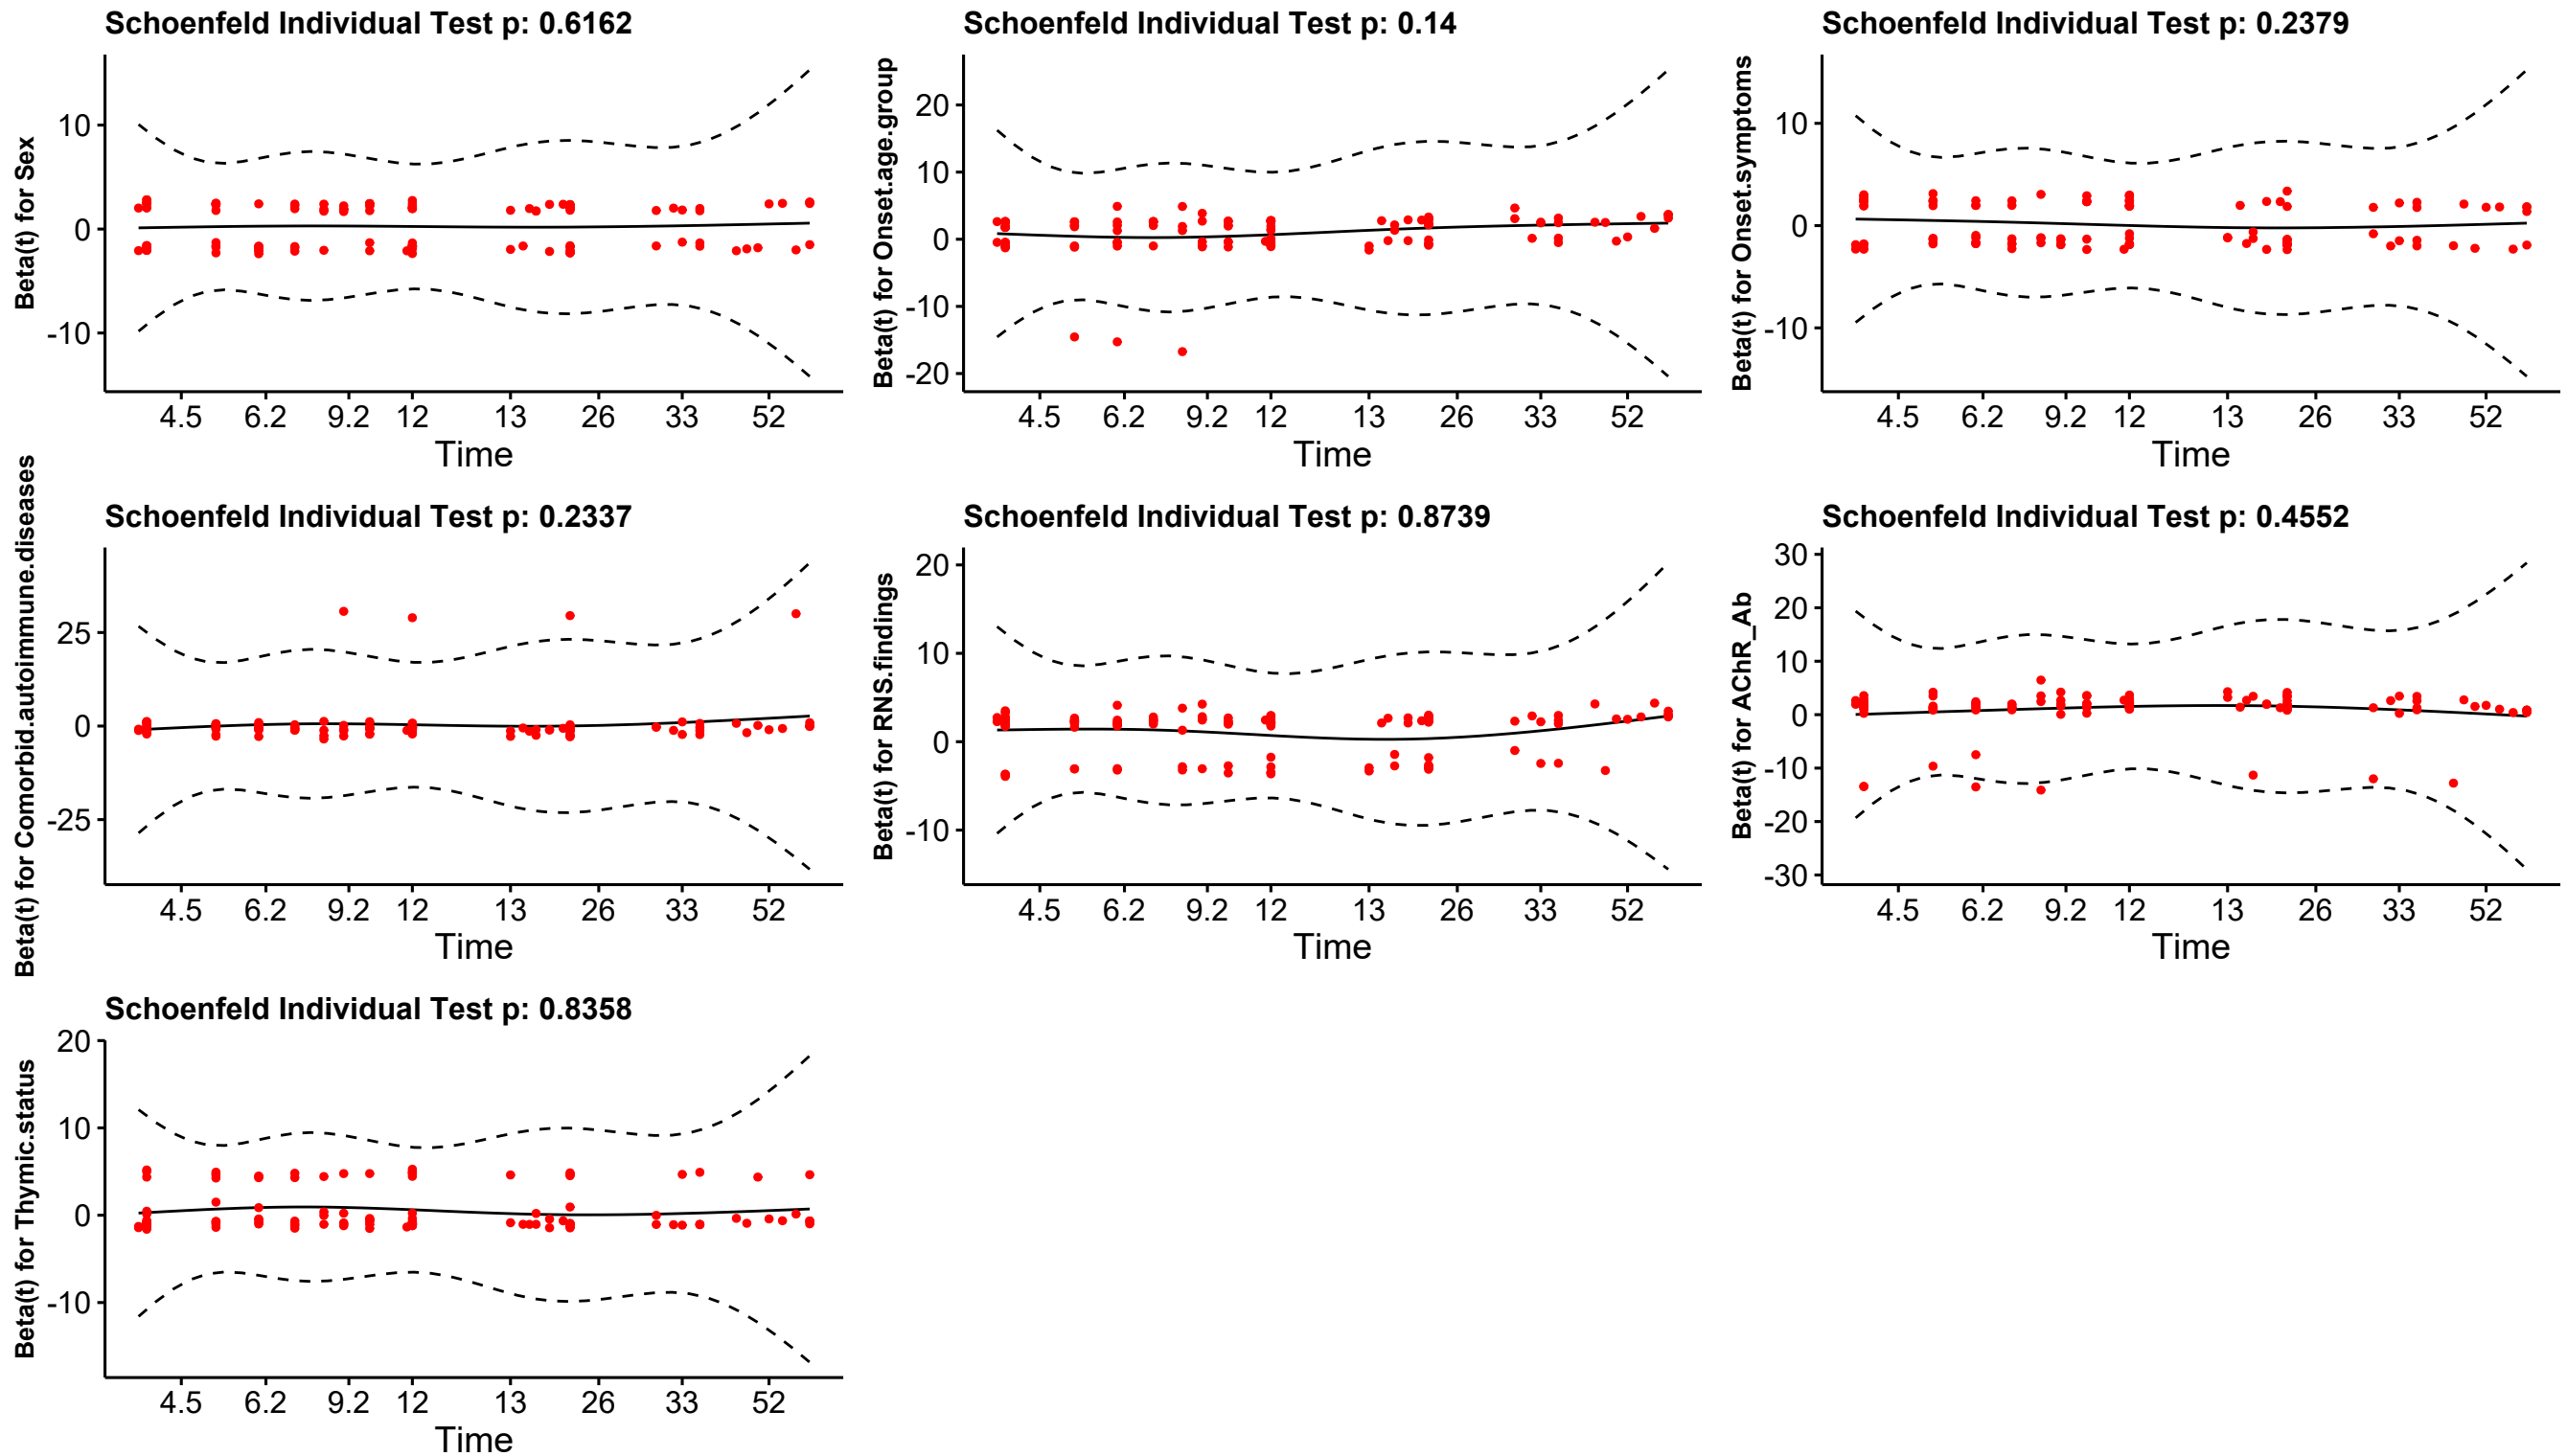 Schoenfeld Individual Test p: 0.6162
Beta(t) for Sex
10
0
-10
4.5 6.2 9.2 12 13 26 33 52
Time
Schoenfeld Individual Test p: 0.14
Beta(t) for Onset.age.group
20
10
0
-10
-20
4.5 6.2 9.2 12 13 26 33 52
Time
Schoenfeld Individual Test p: 0.2379
Beta(t) for Onset.symptoms
10
0
-10
4.5 6.2 9.2 12 13 26 33 52
Time
Schoenfeld Individual Test p: 0.2337
Beta(t) for Comorbid.autoimmune.diseases
25
0
-25
4.5 6.2 9.2 12 13 26 33 52
Time
Schoenfeld Individual Test p: 0.8739
Beta(t) for RNS.findings
20
10
0
-10
4.5 6.2 9.2 12 13 26 33 52
Time
Schoenfeld Individual Test p: 0.4552
Beta(t) for AChR_Ab
30
20
10
0
-10
-20
-30
4.5 6.2 9.2 12 13 26 33 52
Time
Schoenfeld Individual Test p: 0.8358
Beta(t) for Thymic.status
20
10
0
-10
4.5 6.2 9.2 12 13 26 33 52
Time